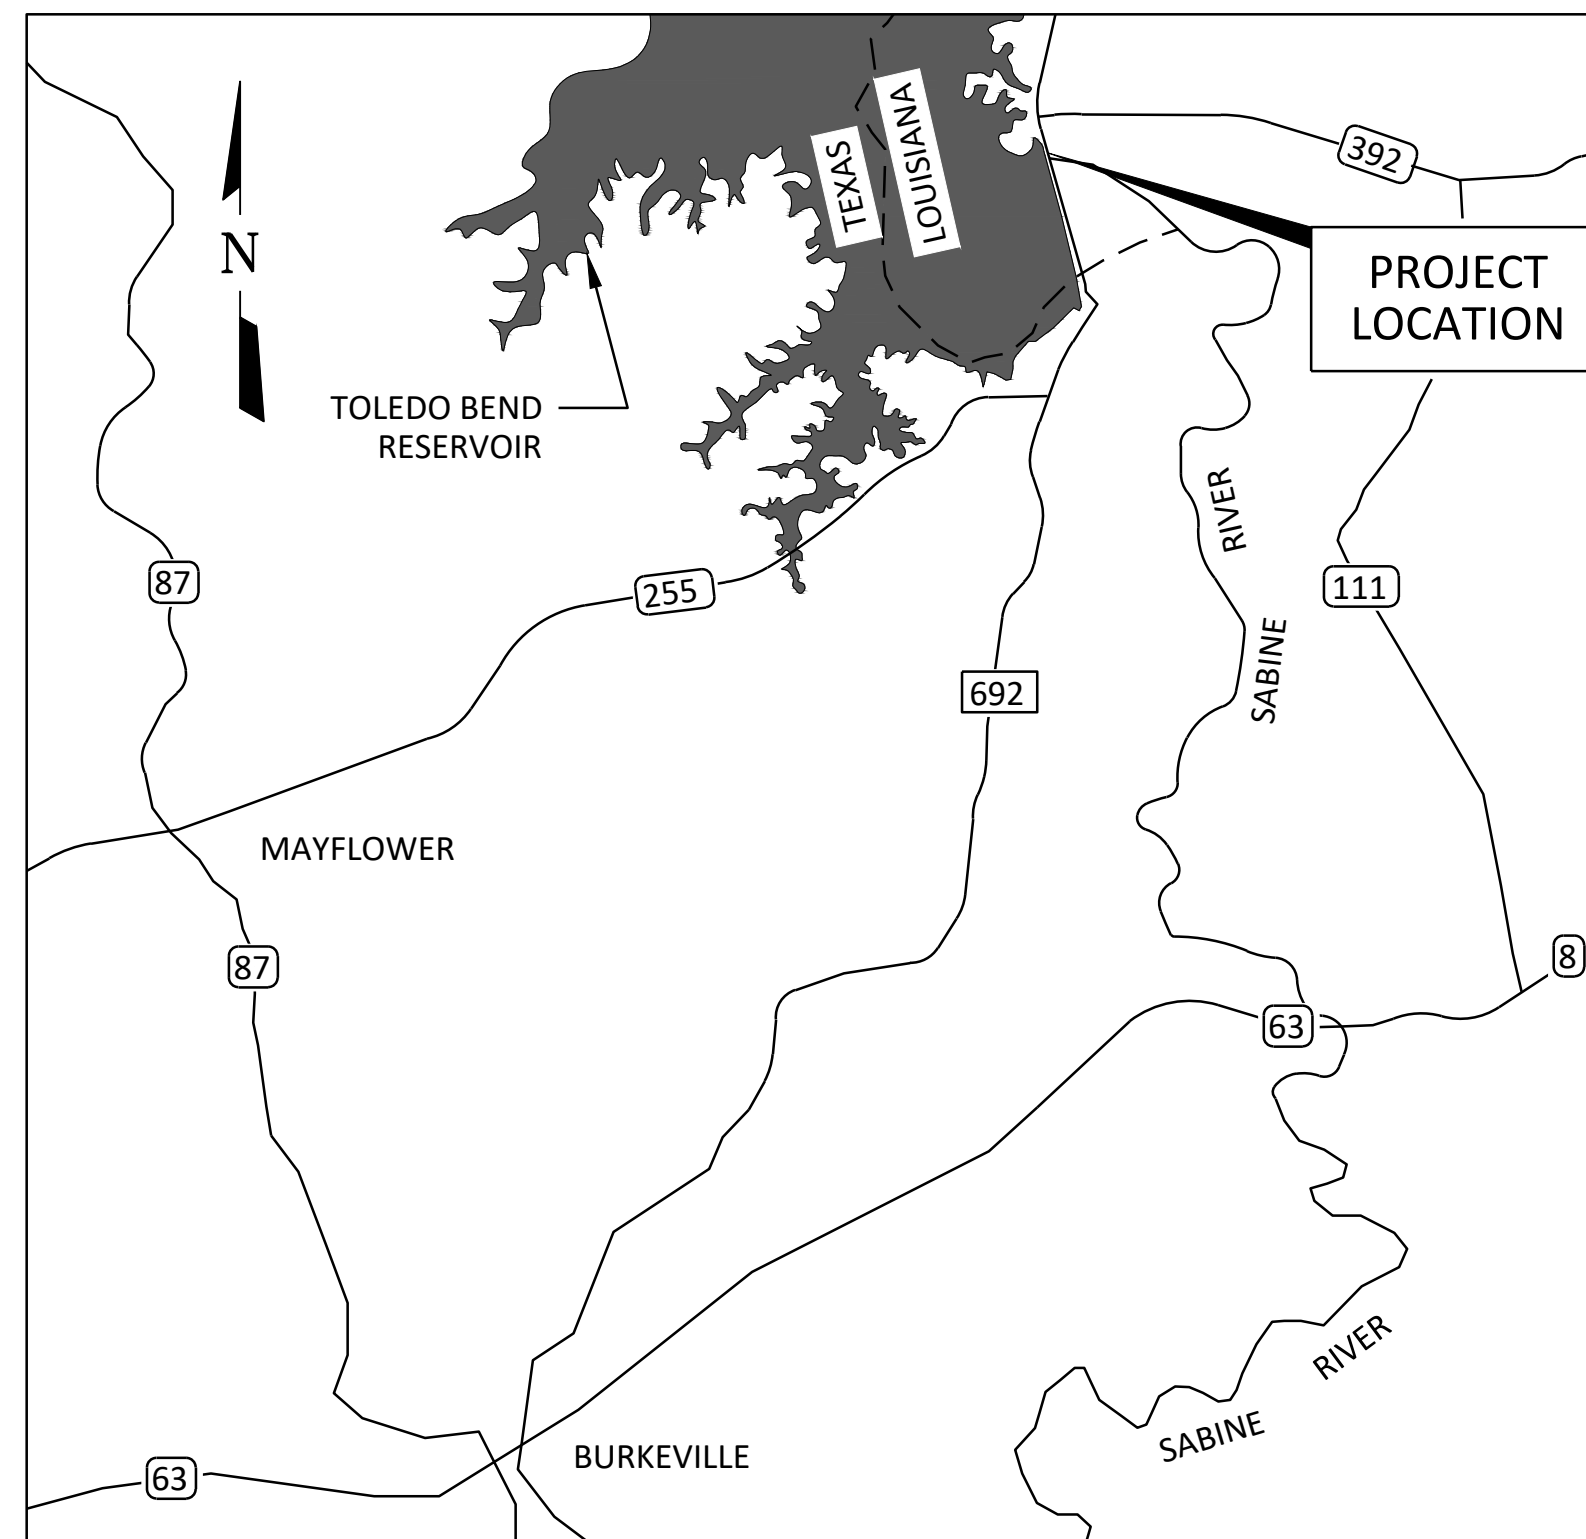 TEXAS
LOUISIANA
392
N
PROJECT
LOCATION
TOLEDO BEND
RESERVOIR
RIVER
87
255
111
SABINE
692
MAYFLOWER
87
8
63
RIVER
SABINE
BURKEVILLE
63